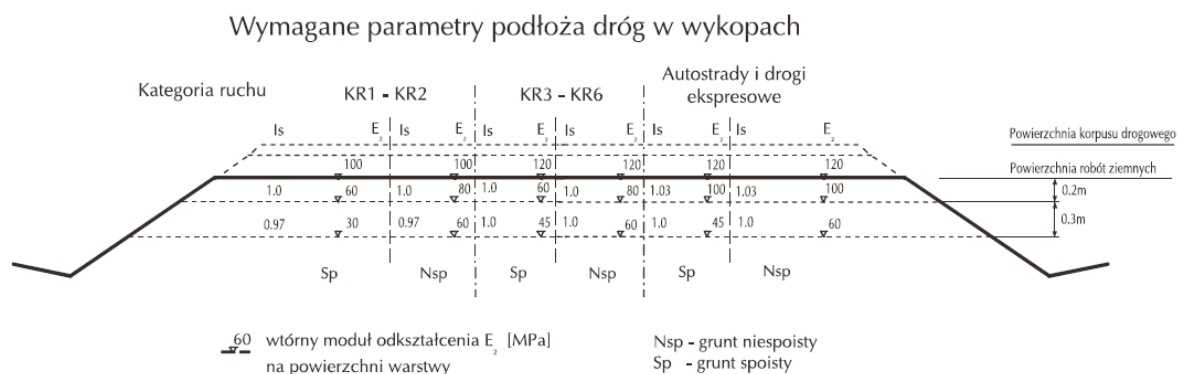 Wymagane parametry podłoża dróg w wykopach
Kategoria ruchu KR1 - KR2 KR3 - KR6 Autostrady i drogi
ekspresowe
Is E₂ Is E₂ Is E₂ Is E₂ Is E₂ Is E₂
Powierzchnia korpusu drogowego
100 100 120 120 120 120
Powierzchnia robót ziemnych
1.0 60 1.0 80 1.0 60 1.0 80 1.03 100 1.03 100 0.2m
0.97 30 0.97 60 1.0 45 1.0 60 1.0 45 1.0 60 0.3m
Sp Nsp Sp Nsp Sp Nsp
60 wtórny moduł odkształcenia E₂ [MPa]
na powierzchni warstwy
Nsp - grunt niespoisty
Sp - grunt spoisty